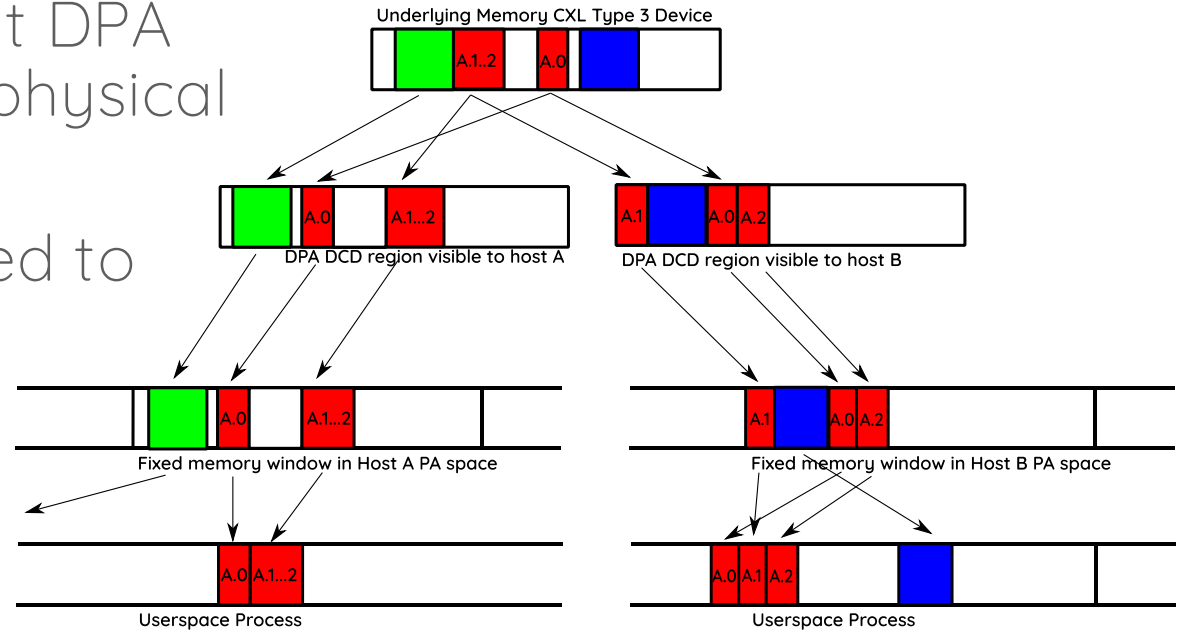 t DPA
physical
ed to
Underlying Memory CXL Type 3 Device
A.1..2
A.0
A.0
A.1...2
A.1
A.0
A.2
DPA DCD region visible to host A
DPA DCD region visible to host B
A.0
A.1...2
A.1
A.0
A.2
Fixed memory window in Host A PA space
Fixed memory window in Host B PA space
A.0
A.1...2
A.0
A.1
A.2
Userspace Process
Userspace Process